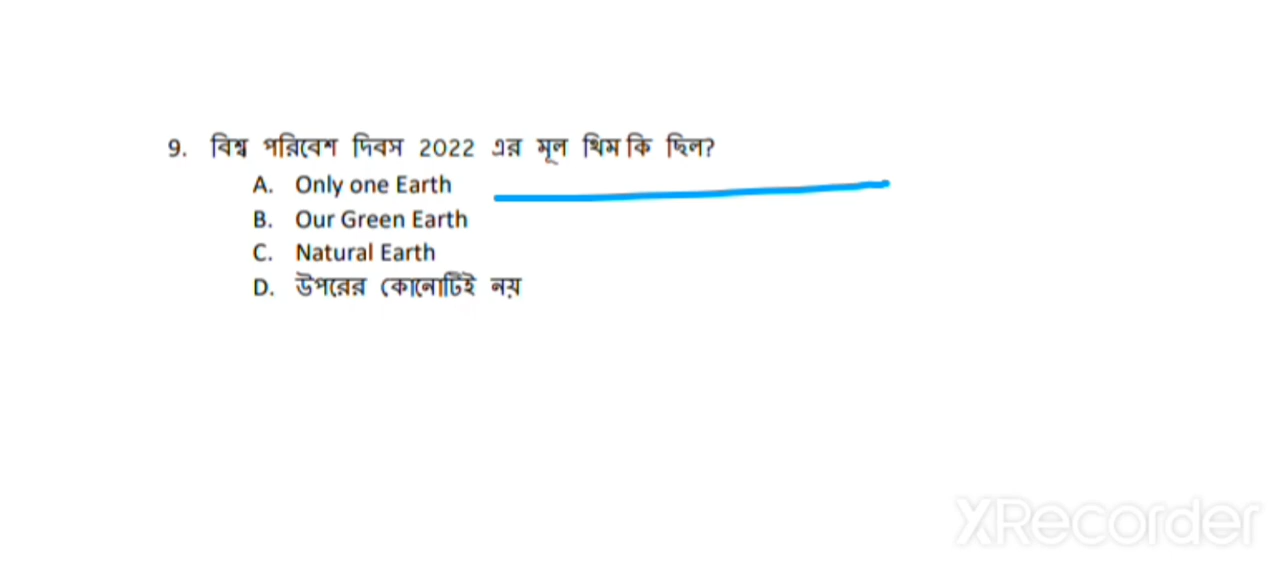 9. বিশ্ব পরিবেশ দিবস 2022 এর মূল থিম কি ছিল?
A. Only one Earth
B. Our Green Earth
C. Natural Earth
D. উপরের কোনোটিই নয়
XRecorder